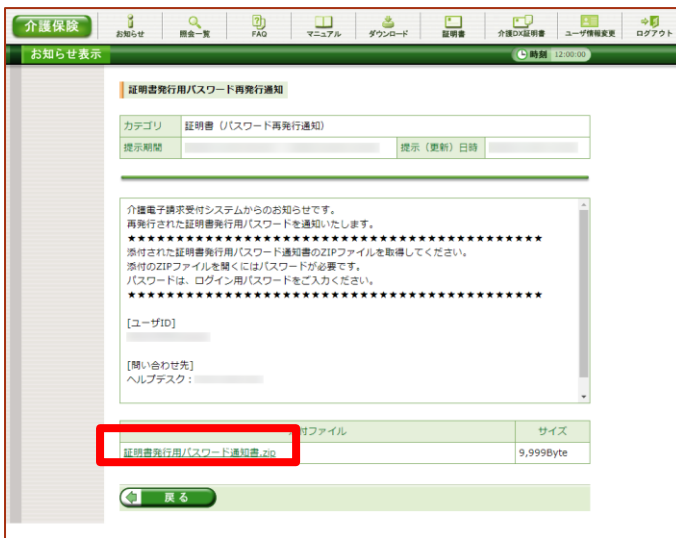 介護保険
お知らせ
照会一覧
FAQ
マニュアル
ダウンロード
証明書
介護DX証明書
ユーザ情報変更
ログアウト
お知らせ表示
時刻 12:00:00
証明書発行用パスワード再発行通知
カテゴリ 証明書（パスワード再発行通知）
提示期間 提示（更新）日時
介護電子請求受付システムからのお知らせです。
再発行された証明書発行用パスワードを通知いたします。
★★★★★★★★★★★★★★★★★★★★★★★★★★★★★★★★★★★★★★★★★★★
添付された証明書発行用パスワード通知書のZIPファイルを取得してください。
添付のZIPファイルを開くにはパスワードが必要です。
パスワードは、ログイン用パスワードをご入力ください。
★★★★★★★★★★★★★★★★★★★★★★★★★★★★★★★★★★★★★★★★★★★
[ユーザID]
[問い合わせ先]
ヘルプデスク：
付ファイル サイズ
証明書発行用パスワード通知書.zip 9,999Byte
戻る